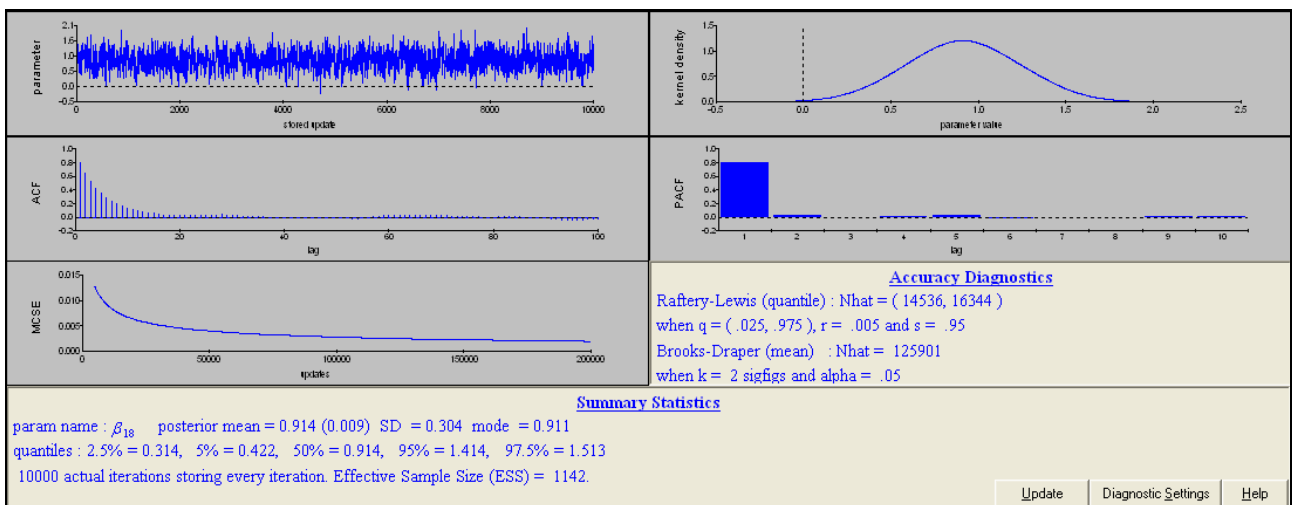 2.1
1.5
1.0
0.5
0.0
-0.5
parameter
0
2000
4000
6000
8000
10000
stored update
1.5
1.0
0.5
0.0
kernel density
-0.5
0.0
0.5
1.0
1.5
2.0
2.5
parameter value
1.0
0.8
0.6
0.4
0.2
0.0
-0.2
ACF
20
40
60
80
100
lag
1.0
0.8
0.6
0.4
0.2
0.0
-0.2
PACF
1
2
3
4
5
6
7
8
9
10
lag
0.015
0.010
0.005
0.000
MCSE
0
50000
100000
150000
200000
updates
Accuracy Diagnostics
Raftery-Lewis (quantile) : Nhat = ( 14536, 16344 )
when q = ( .025, .975 ), r = .005 and s = .95
Brooks-Draper (mean) : Nhat = 125901
when k = 2 sigfigs and alpha = .05
Summary Statistics
param name : β18 posterior mean = 0.914 (0.009) SD = 0.304 mode = 0.911
quantiles : 2.5% = 0.314, 5% = 0.422, 50% = 0.914, 95% = 1.414, 97.5% = 1.513
10000 actual iterations storing every iteration. Effective Sample Size (ESS) = 1142.
Update
Diagnostic Settings
Help